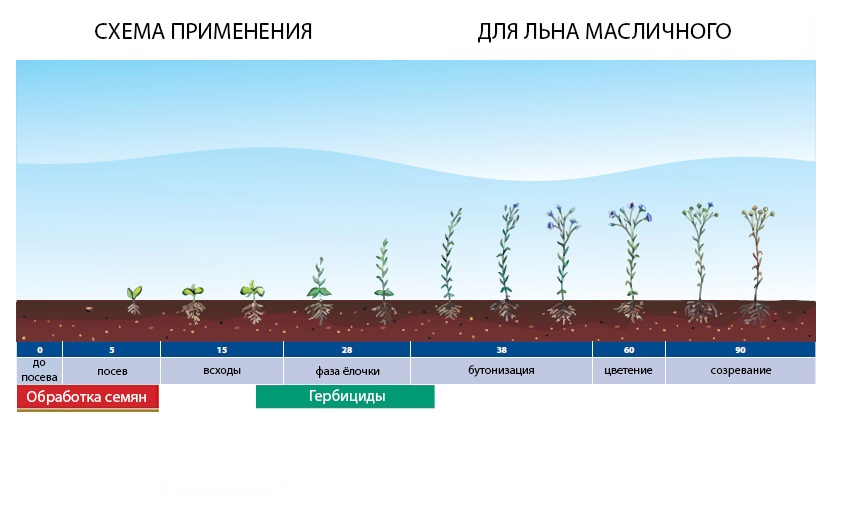 СХЕМА ПРИМЕНЕНИЯ ДЛЯ ЛЬНА МАСЛИЧНОГО
0 5 15 28 38 60 90
до посева посев всходы фаза ёлочки бутонизация цветение созревание
Обработка семян Гербициды